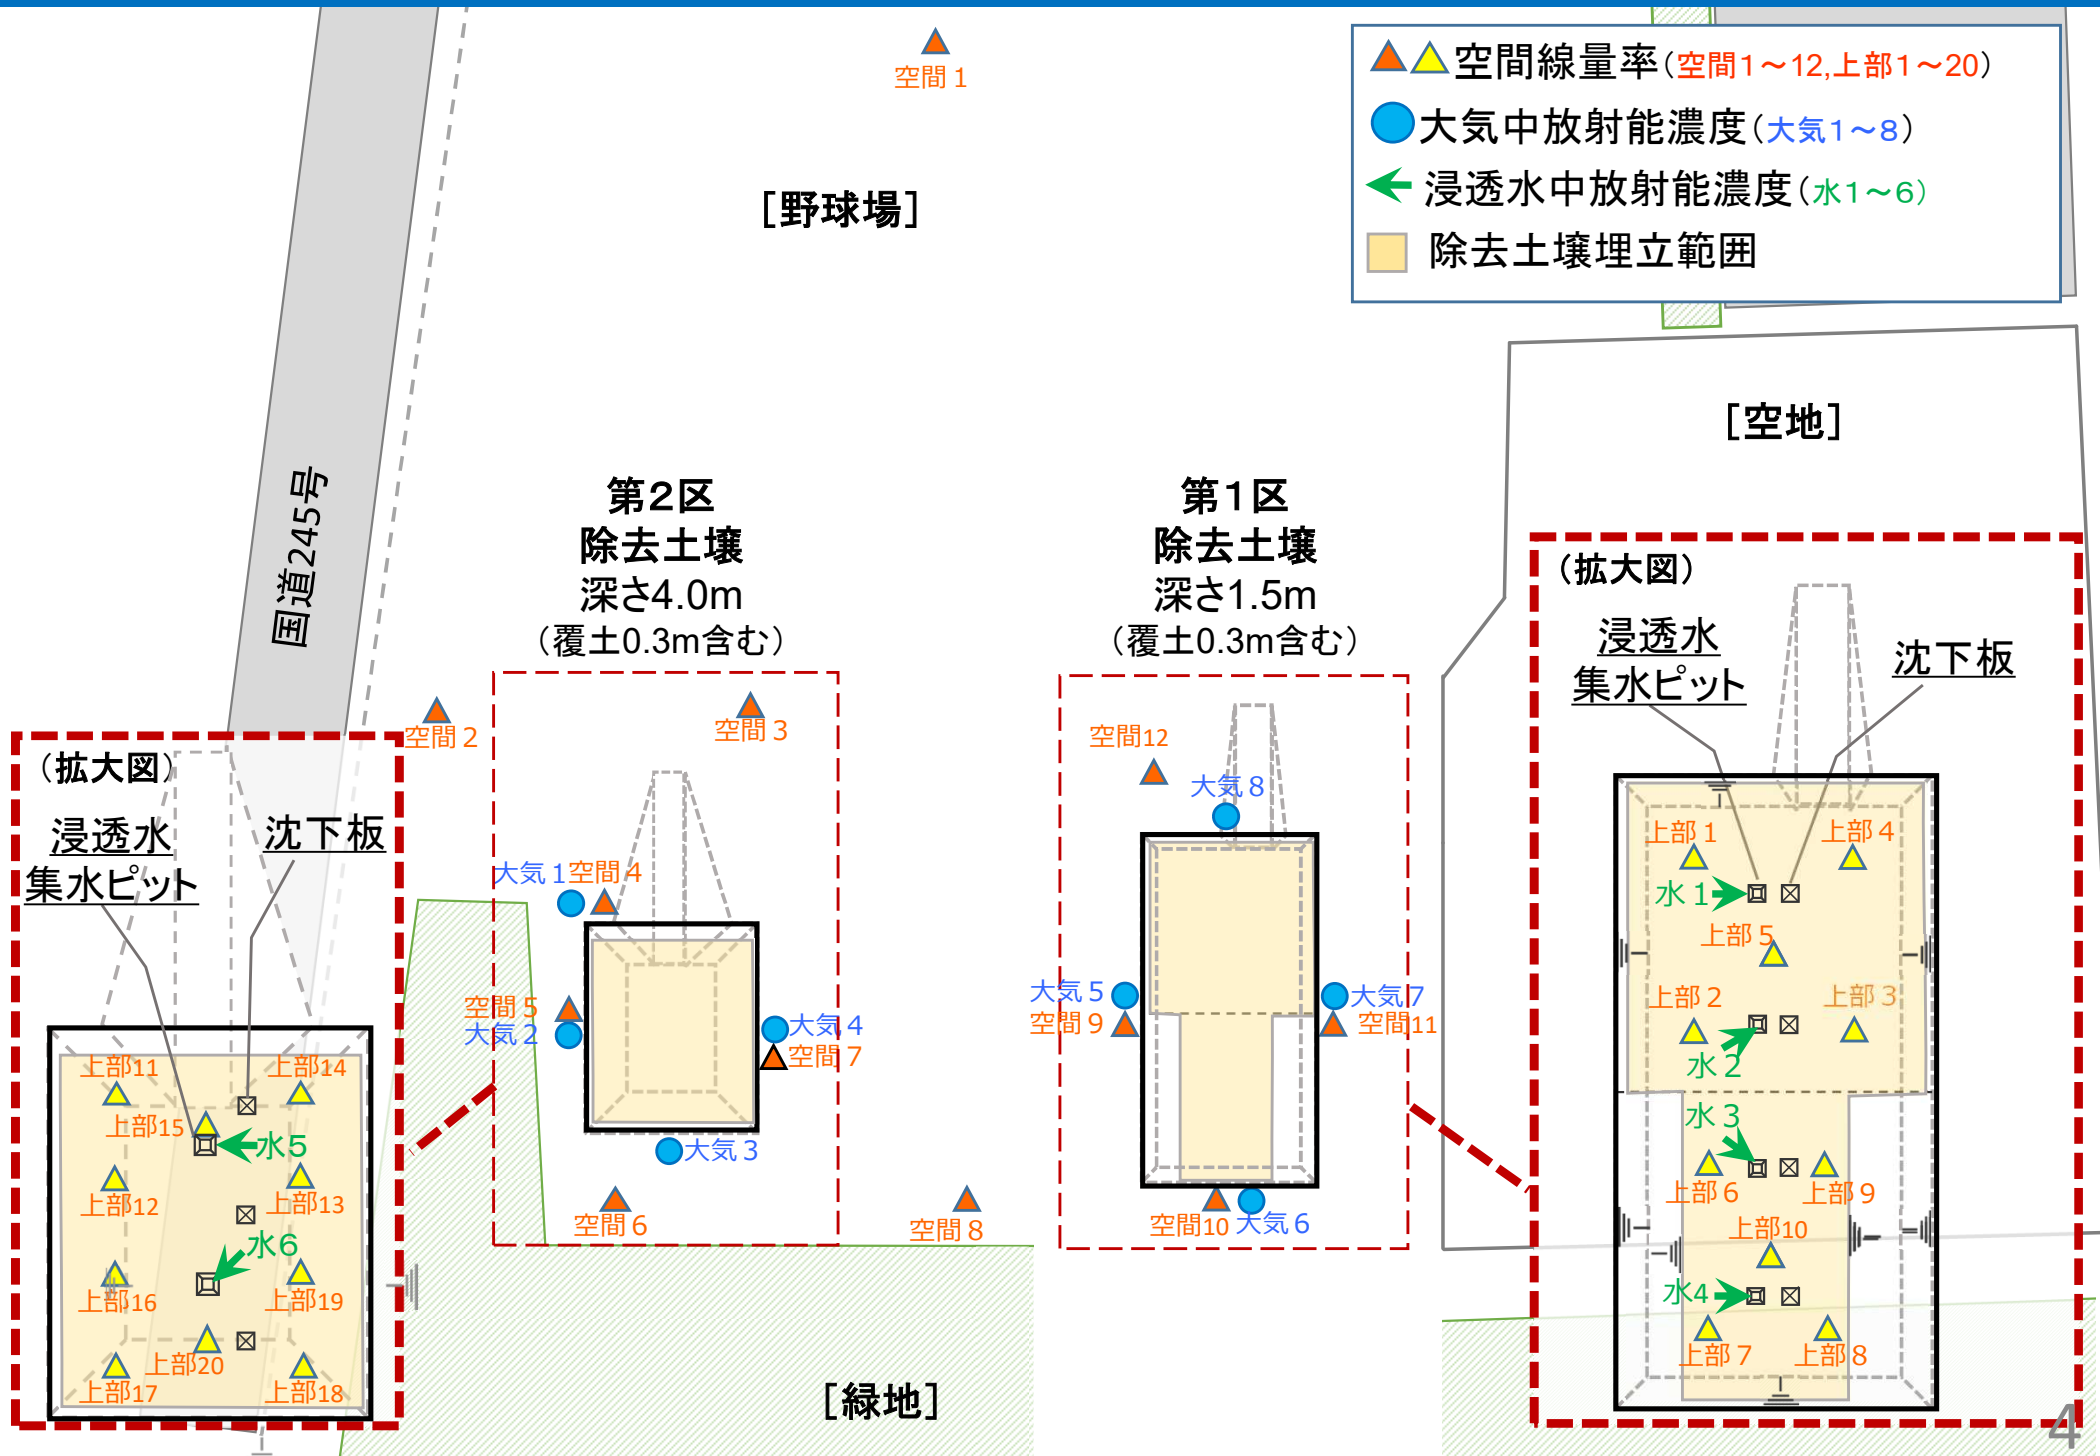 空間線量率(空間1～12,上部1～20)
大気中放射能濃度(大気1～8)
浸透水中放射能濃度(水1～6)
除去土壌埋立範囲
空間1
[野球場]
国道245号
[空地]
第2区
除去土壌
深さ4.0m
(覆土0.3m含む)
第1区
除去土壌
深さ1.5m
(覆土0.3m含む)
空間2
空間3
大気1
空間4
空間5
大気2
大気4
空間7
大気3
空間6
空間8
空間12
大気8
大気5
空間9
大気7
空間11
空間10
大気6
(拡大図)
浸透水
集水ピット
沈下板
上部11
上部14
上部15
水5
上部12
上部13
水6
上部16
上部19
上部20
上部17
上部18
(拡大図)
浸透水
集水ピット
沈下板
上部1
上部4
水1
上部5
上部2
上部3
水2
水3
上部6
上部9
上部10
水4
上部7
上部8
[緑地]
4